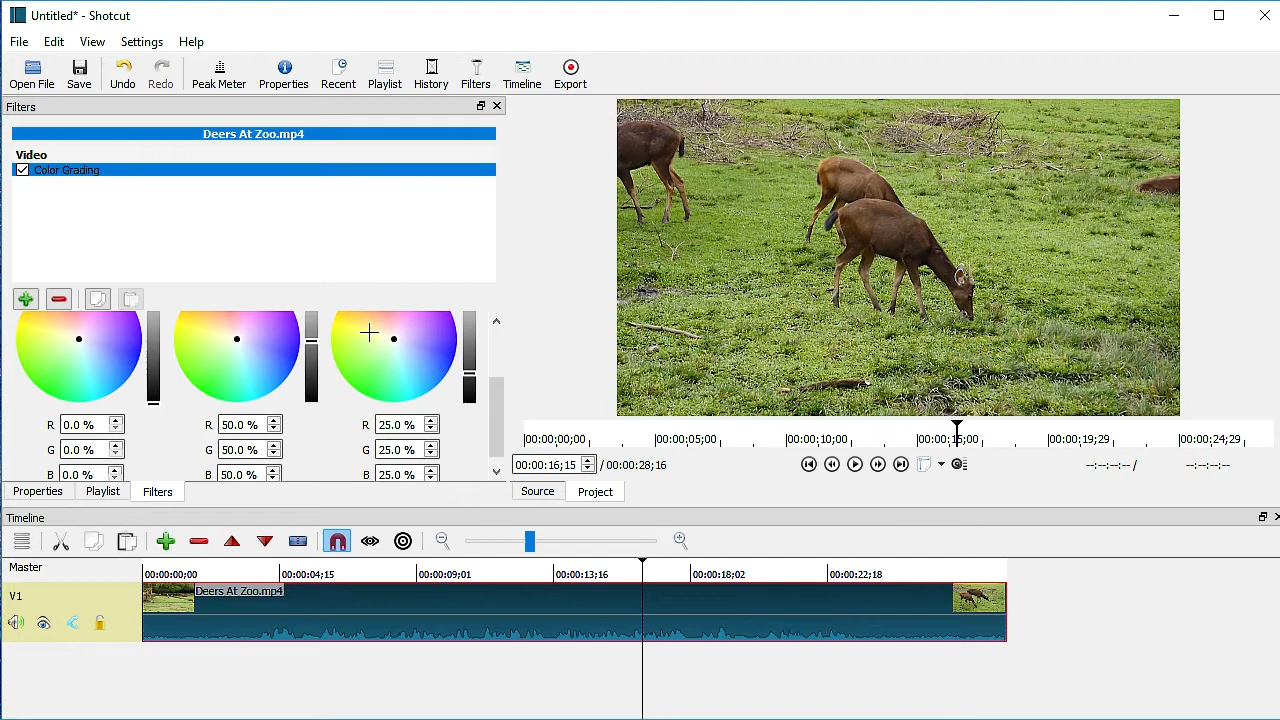 Untitled* - Shotcut
File Edit View Settings Help
Open File Save Undo Redo Peak Meter Properties Recent Playlist History Filters Timeline Export
Filters
Deers At Zoo.mp4
Video
Color Grading
R 0.0 % R 50.0 % R 25.0 %
G 0.0 % G 50.0 % G 25.0 %
B 0.0 % B 50.0 % B 25.0 %
00:00:00;00 00:00:05;00 00:00:10;00 00:00:15;00 00:00:19;29 00:00:24;29
00:00:16;15 / 00:00:28;16 --:--:--:-- / --:--:--:--
Properties Playlist Filters
Source Project
Timeline
Master
00:00:00;00 00:00:04;15 00:00:09;01 00:00:13;16 00:00:18;02 00:00:22;18
V1
Deers At Zoo.mp4